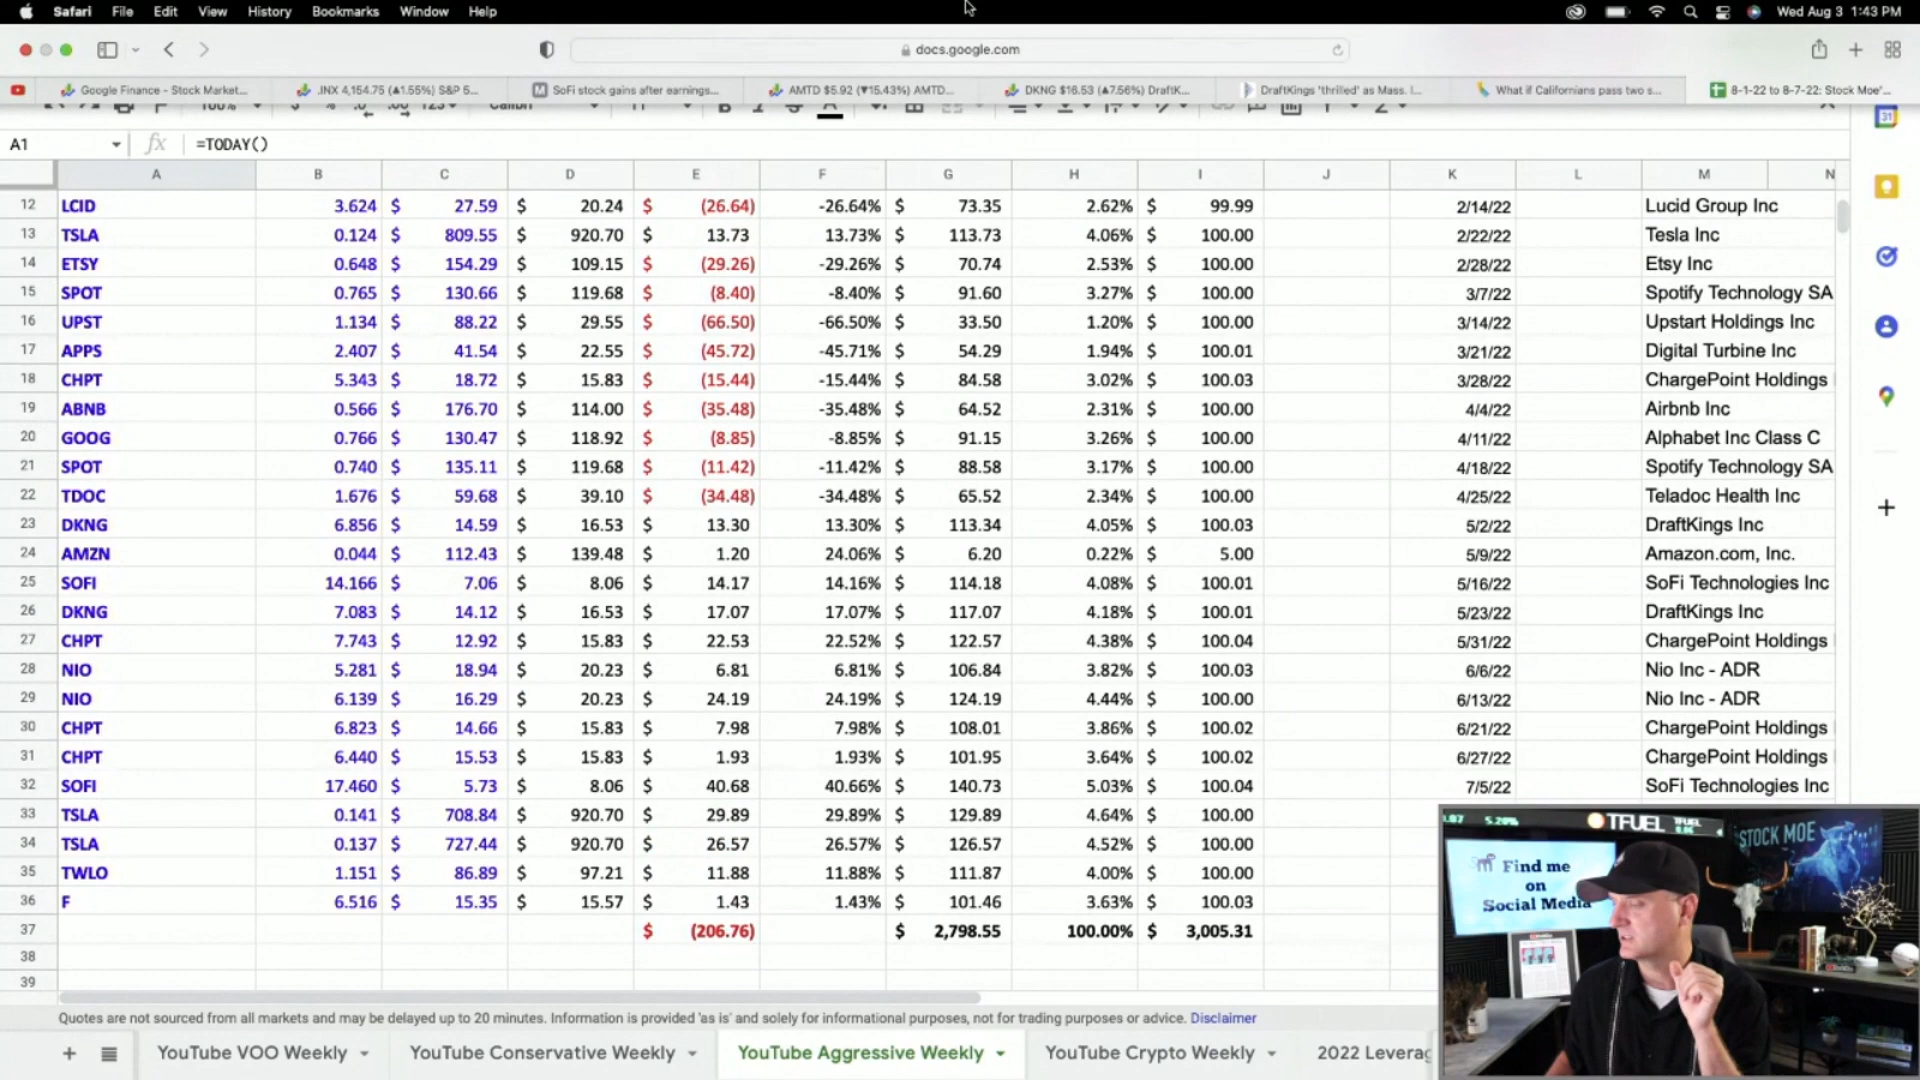 Safari File Edit View History Bookmarks Window Help Wed Aug 3 1:43 PM
docs.google.com
Google Finance - Stock Market... .INX 4,154.75 (▲1.55%) S&P 5... SoFi stock gains after earnings... AMTD $5.92 (▼15.43%) AMTD... DKNG $16.53 (▲7.56%) DraftK... DraftKings 'thrilled' as Mass. l... What if Californians pass two s... 8-1-22 to 8-7-22: Stock Moe'...
A1 fx =TODAY()
A B C D E F G H I J K L M N
12 LCID 3.624 $ 27.59 $ 20.24 $ (26.64) -26.64% $ 73.35 2.62% $ 99.99 2/14/22 Lucid Group Inc
13 TSLA 0.124 $ 809.55 $ 920.70 $ 13.73 13.73% $ 113.73 4.06% $ 100.00 2/22/22 Tesla Inc
14 ETSY 0.648 $ 154.29 $ 109.15 $ (29.26) -29.26% $ 70.74 2.53% $ 100.00 2/28/22 Etsy Inc
15 SPOT 0.765 $ 130.66 $ 119.68 $ (8.40) -8.40% $ 91.60 3.27% $ 100.00 3/7/22 Spotify Technology SA
16 UPST 1.134 $ 88.22 $ 29.55 $ (66.50) -66.50% $ 33.50 1.20% $ 100.00 3/14/22 Upstart Holdings Inc
17 APPS 2.407 $ 41.54 $ 22.55 $ (45.72) -45.71% $ 54.29 1.94% $ 100.01 3/21/22 Digital Turbine Inc
18 CHPT 5.343 $ 18.72 $ 15.83 $ (15.44) -15.44% $ 84.58 3.02% $ 100.03 3/28/22 ChargePoint Holdings
19 ABNB 0.566 $ 176.70 $ 114.00 $ (35.48) -35.48% $ 64.52 2.31% $ 100.00 4/4/22 Airbnb Inc
20 GOOG 0.766 $ 130.47 $ 118.92 $ (8.85) -8.85% $ 91.15 3.26% $ 100.00 4/11/22 Alphabet Inc Class C
21 SPOT 0.740 $ 135.11 $ 119.68 $ (11.42) -11.42% $ 88.58 3.17% $ 100.00 4/18/22 Spotify Technology SA
22 TDOC 1.676 $ 59.68 $ 39.10 $ (34.48) -34.48% $ 65.52 2.34% $ 100.00 4/25/22 Teladoc Health Inc
23 DKNG 6.856 $ 14.59 $ 16.53 $ 13.30 13.30% $ 113.34 4.05% $ 100.03 5/2/22 DraftKings Inc
24 AMZN 0.044 $ 112.43 $ 139.48 $ 1.20 24.06% $ 6.20 0.22% $ 5.00 5/9/22 Amazon.com, Inc.
25 SOFI 14.166 $ 7.06 $ 8.06 $ 14.17 14.16% $ 114.18 4.08% $ 100.01 5/16/22 SoFi Technologies Inc
26 DKNG 7.083 $ 14.12 $ 16.53 $ 17.07 17.07% $ 117.07 4.18% $ 100.01 5/23/22 DraftKings Inc
27 CHPT 7.743 $ 12.92 $ 15.83 $ 22.53 22.52% $ 122.57 4.38% $ 100.04 5/31/22 ChargePoint Holdings
28 NIO 5.281 $ 18.94 $ 20.23 $ 6.81 6.81% $ 106.84 3.82% $ 100.03 6/6/22 Nio Inc - ADR
29 NIO 6.139 $ 16.29 $ 20.23 $ 24.19 24.19% $ 124.19 4.44% $ 100.00 6/13/22 Nio Inc - ADR
30 CHPT 6.823 $ 14.66 $ 15.83 $ 7.98 7.98% $ 108.01 3.86% $ 100.02 6/21/22 ChargePoint Holdings
31 CHPT 6.440 $ 15.53 $ 15.83 $ 1.93 1.93% $ 101.95 3.64% $ 100.02 6/27/22 ChargePoint Holdings
32 SOFI 17.460 $ 5.73 $ 8.06 $ 40.68 40.66% $ 140.73 5.03% $ 100.04 7/5/22 SoFi Technologies Inc
33 TSLA 0.141 $ 708.84 $ 920.70 $ 29.89 29.89% $ 129.89 4.64% $ 100.00
34 TSLA 0.137 $ 727.44 $ 920.70 $ 26.57 26.57% $ 126.57 4.52% $ 100.00
35 TWLO 1.151 $ 86.89 $ 97.21 $ 11.88 11.88% $ 111.87 4.00% $ 100.00
36 F 6.516 $ 15.35 $ 15.57 $ 1.43 1.43% $ 101.46 3.63% $ 100.03
37 $ (206.76) $ 2,798.55 100.00% $ 3,005.31
38
39
5.20% TFUEL TFUEL
STOCK MOE
Find me
on
Social Media
Quotes are not sourced from all markets and may be delayed up to 20 minutes. Information is provided 'as is' and solely for informational purposes, not for trading purposes or advice. Disclaimer
YouTube VOO Weekly YouTube Conservative Weekly YouTube Aggressive Weekly YouTube Crypto Weekly 2022 Leverag